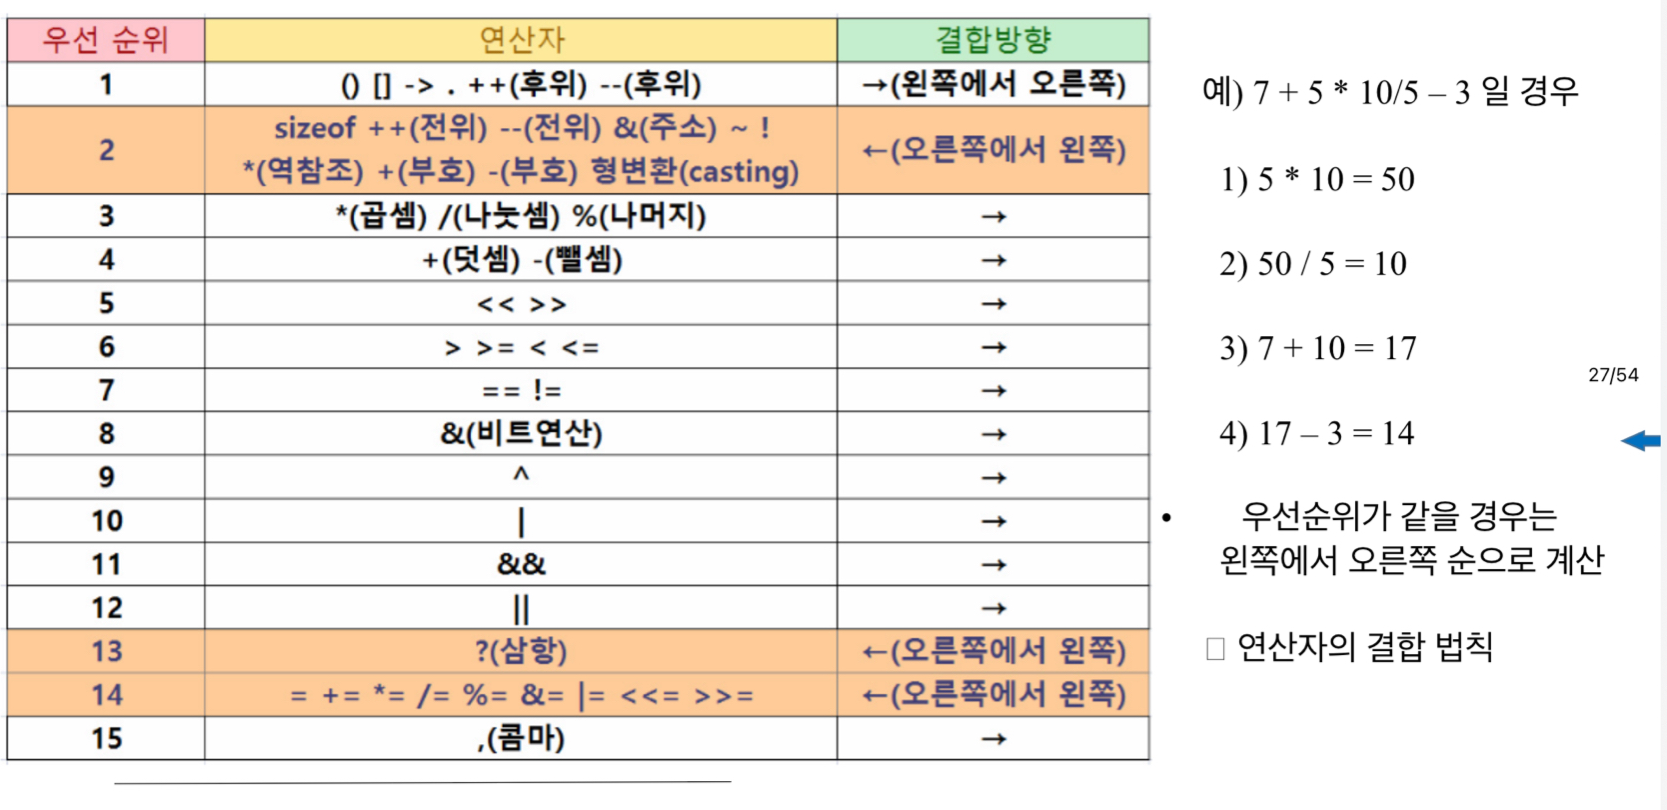 우선 순위 연산자 결합방향
1 () [] -> . ++(후위) --(후위) →(왼쪽에서 오른쪽)
2 sizeof ++(전위) --(전위) &(주소) ~ ! ←(오른쪽에서 왼쪽)
*(역참조) +(부호) -(부호) 형변환(casting)
3 *(곱셈) /(나눗셈) %(나머지) →
4 +(덧셈) -(뺄셈) →
5 << >> →
6 > >= < <= →
7 == != →
8 &(비트연산) →
9 ^ →
10 | →
11 && →
12 || →
13 ?(삼항) ←(오른쪽에서 왼쪽)
14 = += *= /= %= &= |= <<= >>= ←(오른쪽에서 왼쪽)
15 ,(콤마) →
예) 7 + 5 * 10/5 – 3 일 경우
1) 5 * 10 = 50
2) 50 / 5 = 10
3) 7 + 10 = 17
27/54
4) 17 – 3 = 14
• 우선순위가 같을 경우는
왼쪽에서 오른쪽 순으로 계산
□ 연산자의 결합 법칙